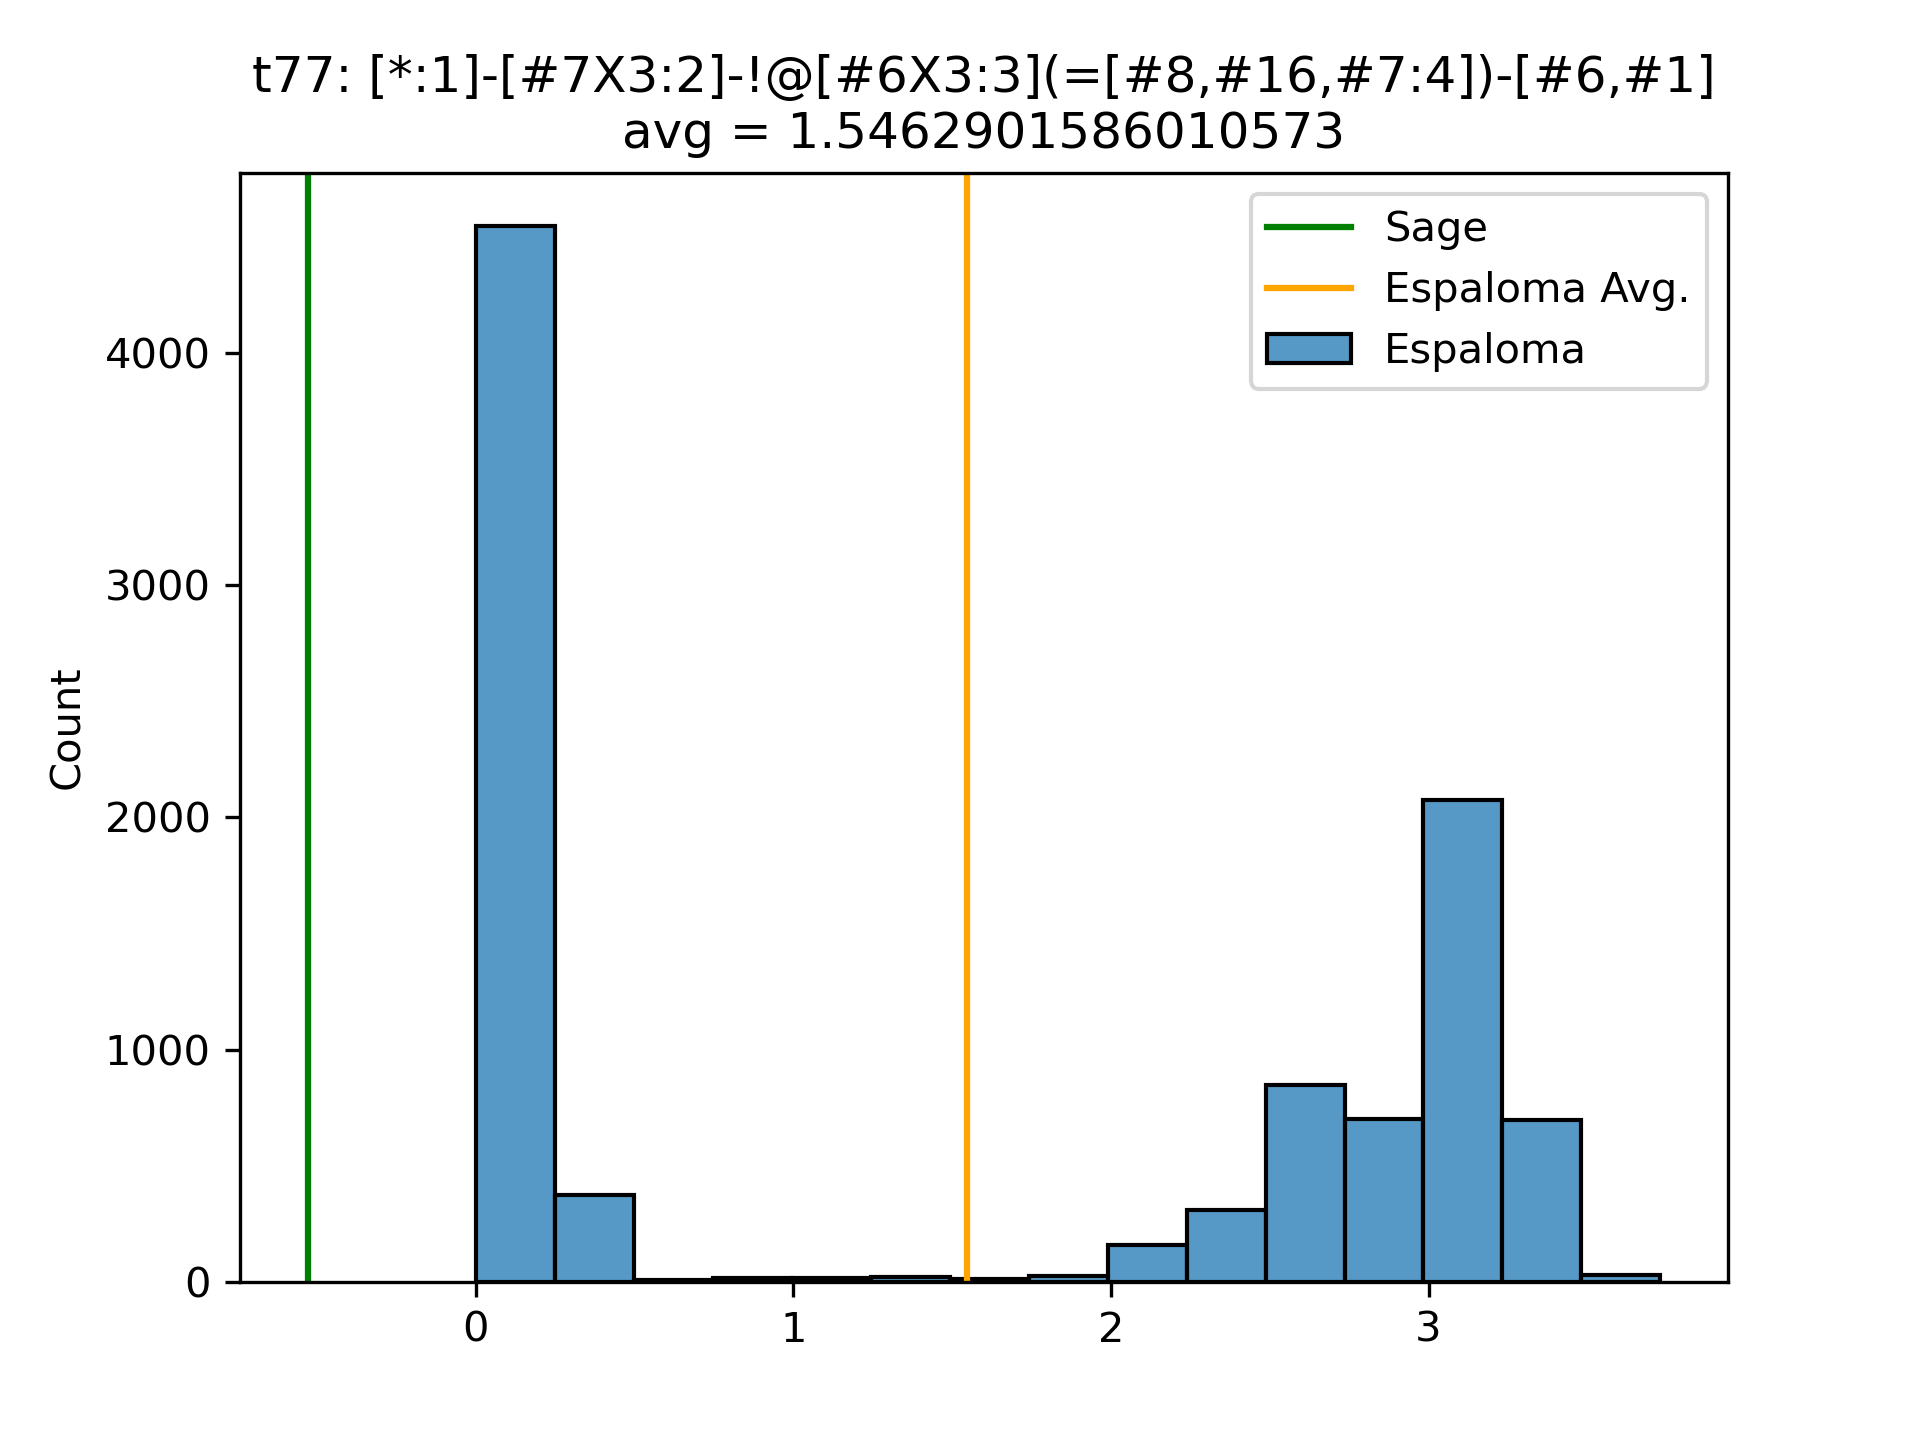 t77: [*:1]-[#7X3:2]-!@[#6X3:3](=[#8,#16,#7:4])-[#6,#1]
avg = 1.5462901586010573
Sage
Espaloma Avg.
Espaloma
Count
4000
3000
2000
1000
0
0 1 2 3